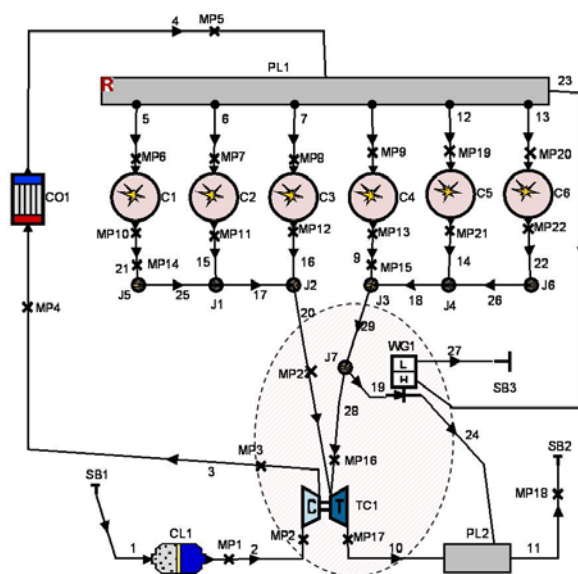 4 MP5
PL1 23
R
5 6 7 12 13
MP6 MP7 MP8 MP9 MP19 MP20
CO1 C1 C2 C3 C4 C5 C6
MP10 MP11 MP12 MP13 MP21 MP22
21 MP14 15 16 9 MP15 14 22
J5 25 J1 17 J2 J3 18 J4 26 J6
MP4
20 29
WG1 27
J7 L
MP2 W SB3
19
28 24
MP3 MP16 SB2
3
SB1 MP18
C T TC1
CL1 MP2 MP17 PL2
1 MP1 2 10 11